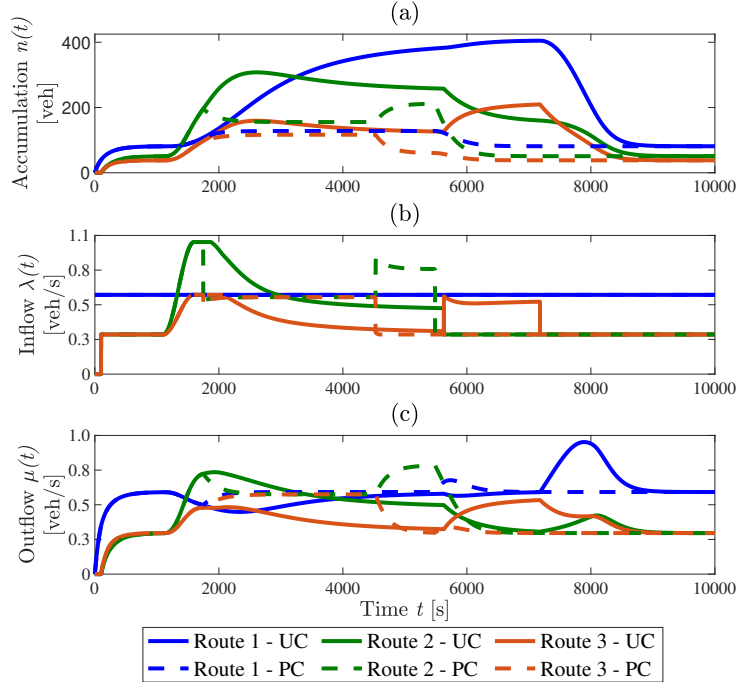 (a)
Accumulation n(t)
[veh]
400
200
0
0 2000 4000 6000 8000 10000
(b)
Inflow λ(t)
[veh/s]
1.1
0.8
0.5
0.3
0
0 2000 4000 6000 8000 10000
(c)
Outflow μ(t)
[veh/s]
1.0
0.8
0.5
0.3
0
0 2000 4000 6000 8000 10000
Time t [s]
Route 1 - UC Route 2 - UC Route 3 - UC
Route 1 - PC Route 2 - PC Route 3 - PC